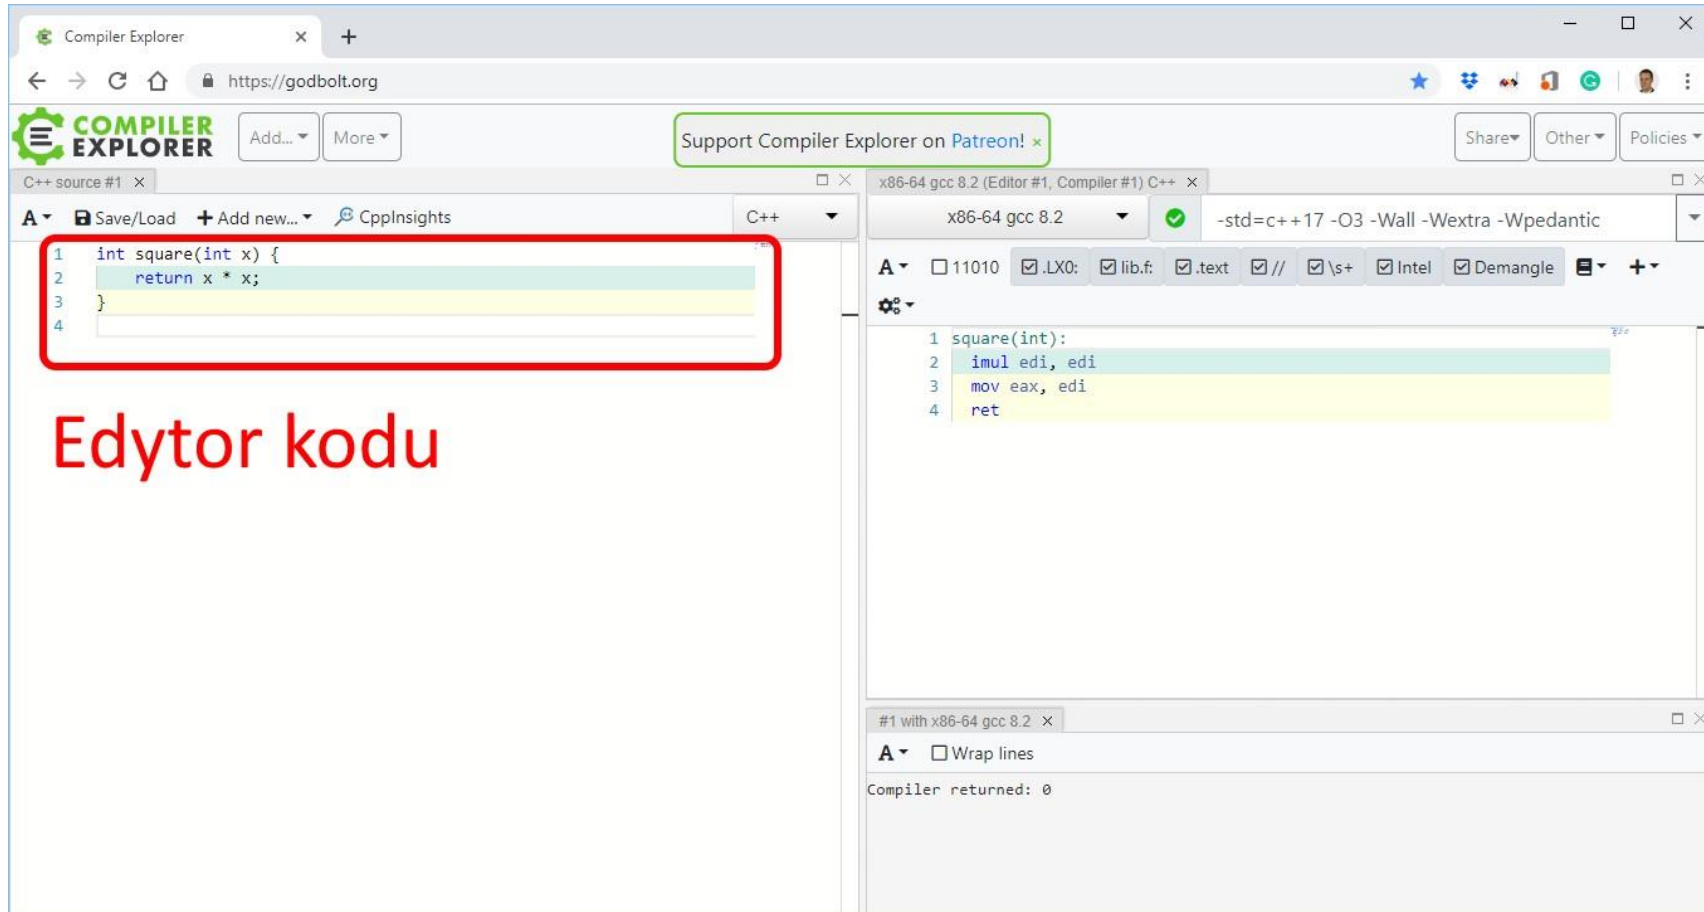 Compiler Explorer
https://godbolt.org
COMPILER
EXPLORER
Add...
More
Support Compiler Explorer on Patreon! ×
Share
Other
Policies
C++ source #1
A
Save/Load
+ Add new...
CppInsights
C++
1 int square(int x) {
2     return x * x;
3 }
4
Edytor kodu
x86-64 gcc 8.2 (Editor #1, Compiler #1) C++
x86-64 gcc 8.2
-std=c++17 -O3 -Wall -Wextra -Wpedantic
A
11010
.LX0:
lib.f:
.text
//
\s+
Intel
Demangle
1 square(int):
2   imul edi, edi
3   mov eax, edi
4   ret
#1 with x86-64 gcc 8.2
A
Wrap lines
Compiler returned: 0